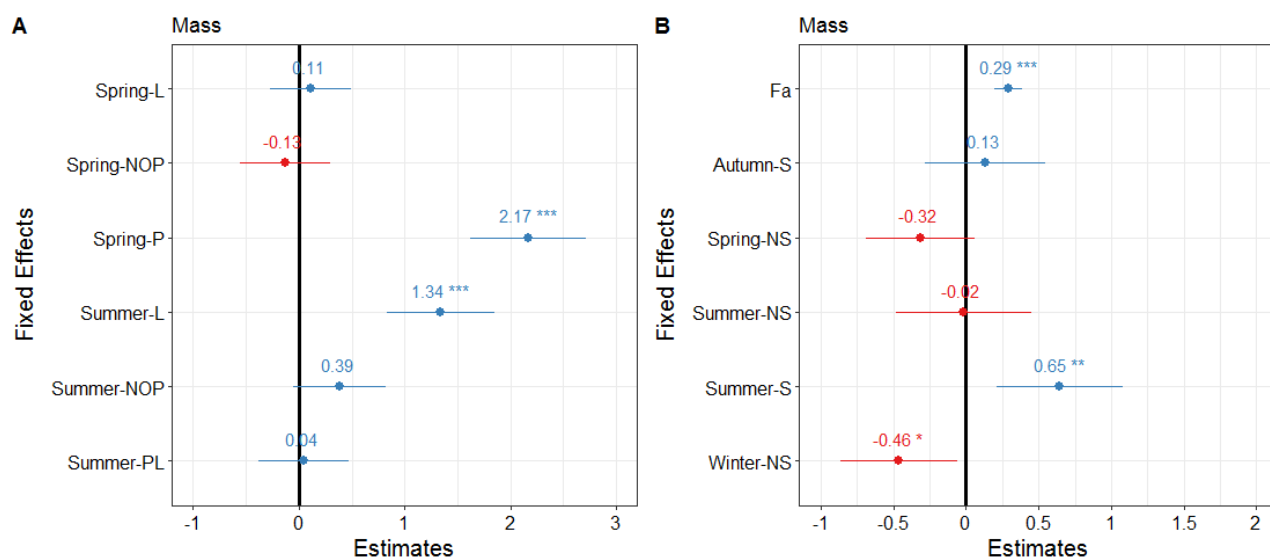 A
Mass
Fixed Effects
Spring-L
0.11
Spring-NOP
-0.13
Spring-P
2.17 ***
Summer-L
1.34 ***
Summer-NOP
0.39
Summer-PL
0.04
-1 0 1 2 3
Estimates
B
Mass
Fixed Effects
Fa
0.29 ***
Autumn-S
0.13
Spring-NS
-0.32
Summer-NS
-0.02
Summer-S
0.65 **
Winter-NS
-0.46 *
-1 -0.5 0 0.5 1 1.5 2
Estimates